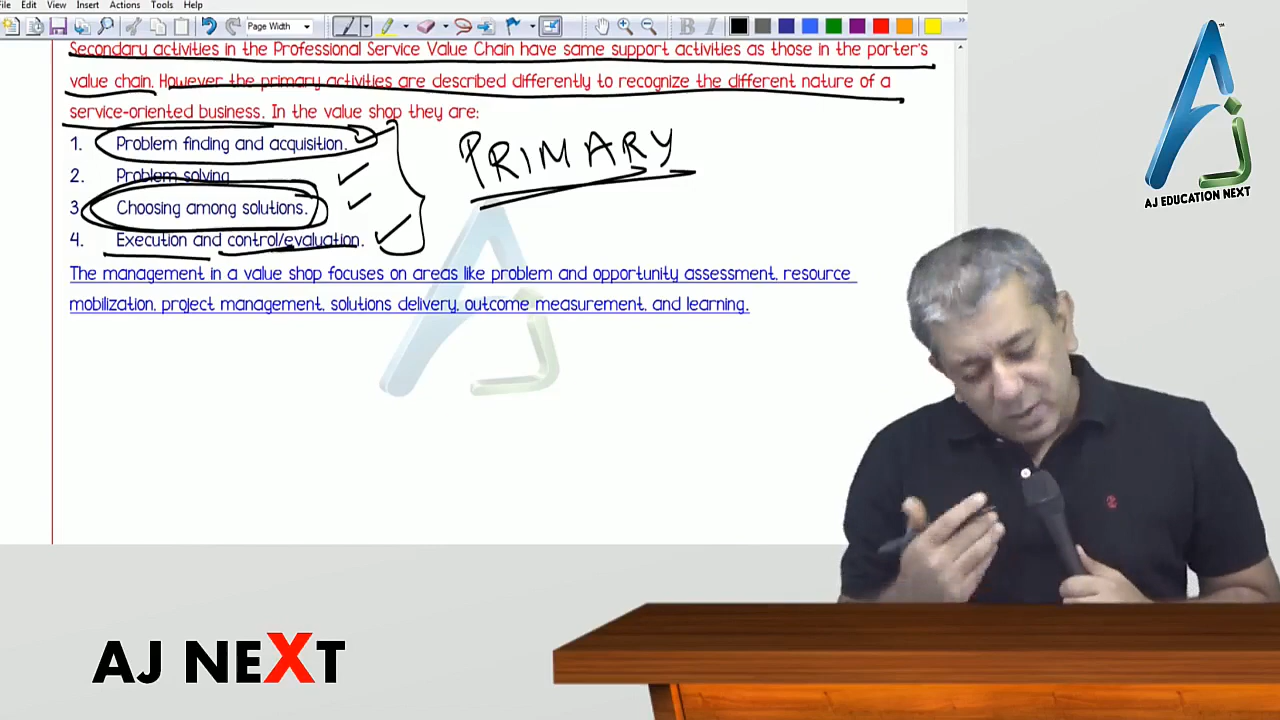 File Edit View Insert Actions Tools Help
Page Width
B I
Secondary activities in the Professional Service Value Chain have same support activities as those in the porter's
value chain. However the primary activities are described differently to recognize the different nature of a
service-oriented business. In the value shop they are:
1. Problem finding and acquisition.
2. Problem solving
3. Choosing among solutions.
4. Execution and control/evaluation.
PRIMARY
The management in a value shop focuses on areas like problem and opportunity assessment, resource
mobilization, project management, solutions delivery, outcome measurement, and learning.
AJ EDUCATION NEXT
AJ NEXT